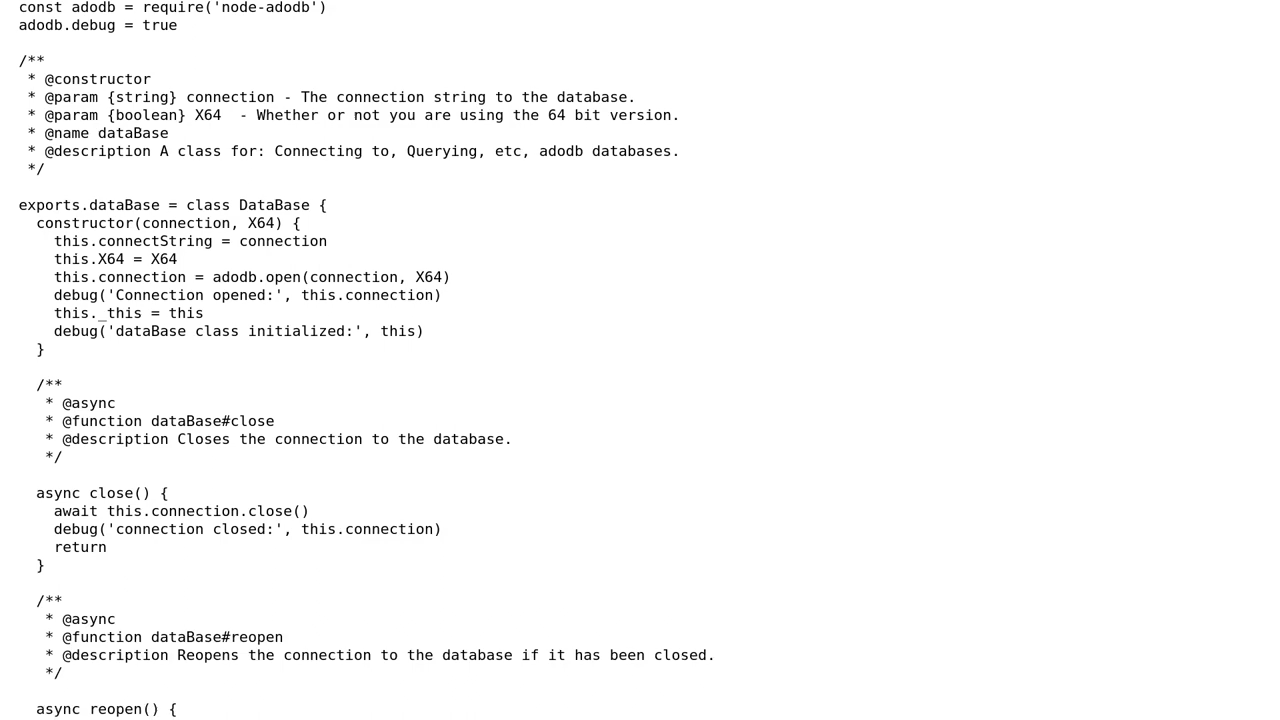 const adodb = require('node-adodb')
adodb.debug = true

/**
 * @constructor
 * @param {string} connection - The connection string to the database.
 * @param {boolean} X64  - Whether or not you are using the 64 bit version.
 * @name dataBase
 * @description A class for: Connecting to, Querying, etc, adodb databases.
 */

exports.dataBase = class DataBase {
  constructor(connection, X64) {
    this.connectString = connection
    this.X64 = X64
    this.connection = adodb.open(connection, X64)
    debug('Connection opened:', this.connection)
    this._this = this
    debug('dataBase class initialized:', this)
  }

  /**
   * @async
   * @function dataBase#close
   * @description Closes the connection to the database.
   */

  async close() {
    await this.connection.close()
    debug('connection closed:', this.connection)
    return
  }

  /**
   * @async
   * @function dataBase#reopen
   * @description Reopens the connection to the database if it has been closed.
   */

  async reopen() {